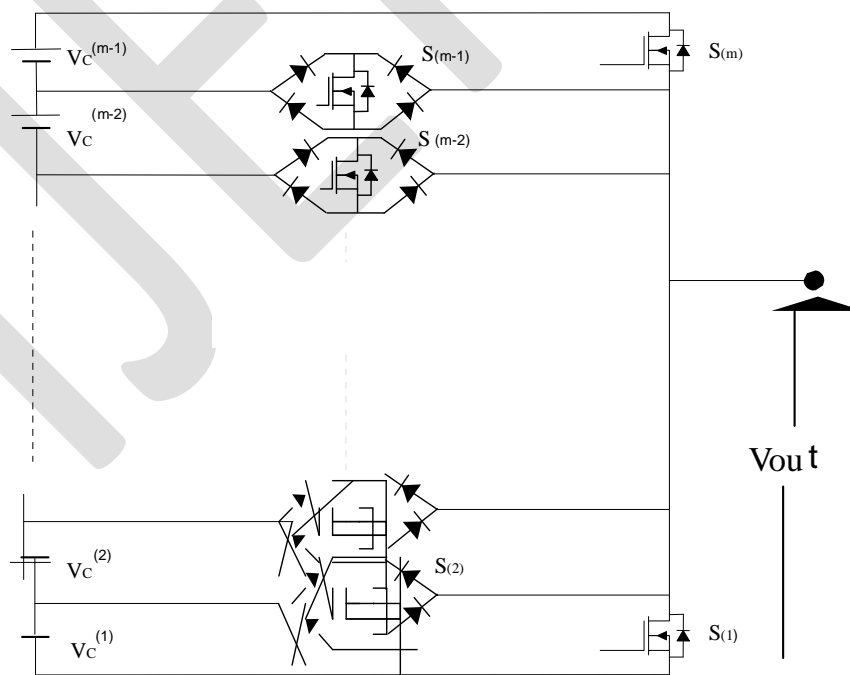 Vc(m-1)
S(m-1)
S(m)
Vc(m-2)
S(m-2)
Vout
Vc(2)
S(2)
Vc(1)
S(1)